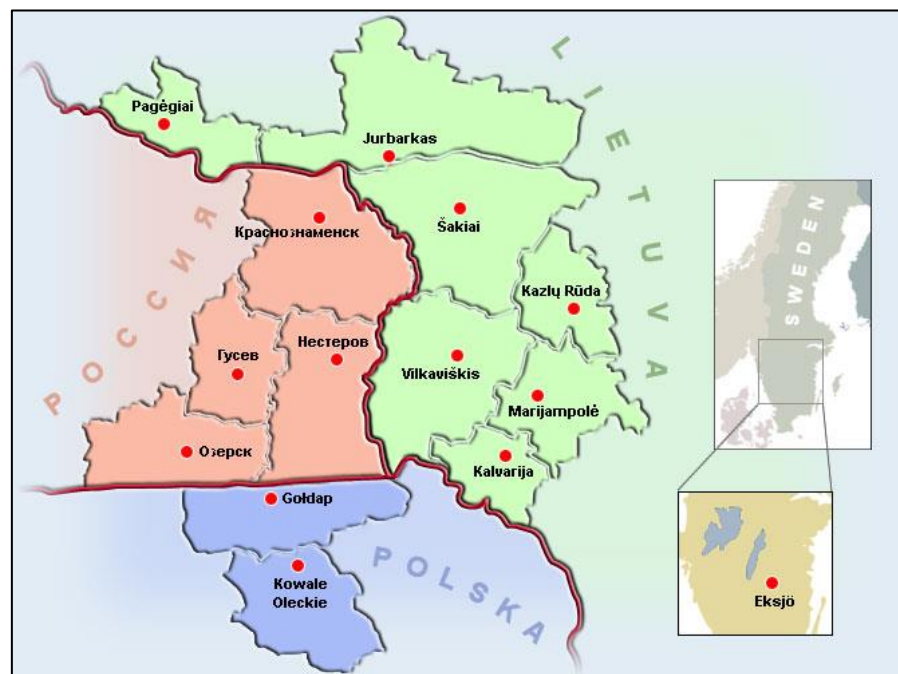 LIETUVA
Pagėgiai
Jurbarkas
РОССИЯ
Краснознаменск
Šakiai
SWEDEN
Kazlų Rūda
Нестеров
Гусев
Vilkaviškis
Marijampolė
Озерск
Kalvarija
Gołdap
POLSKA
Kowale
Oleckie
Eksjö